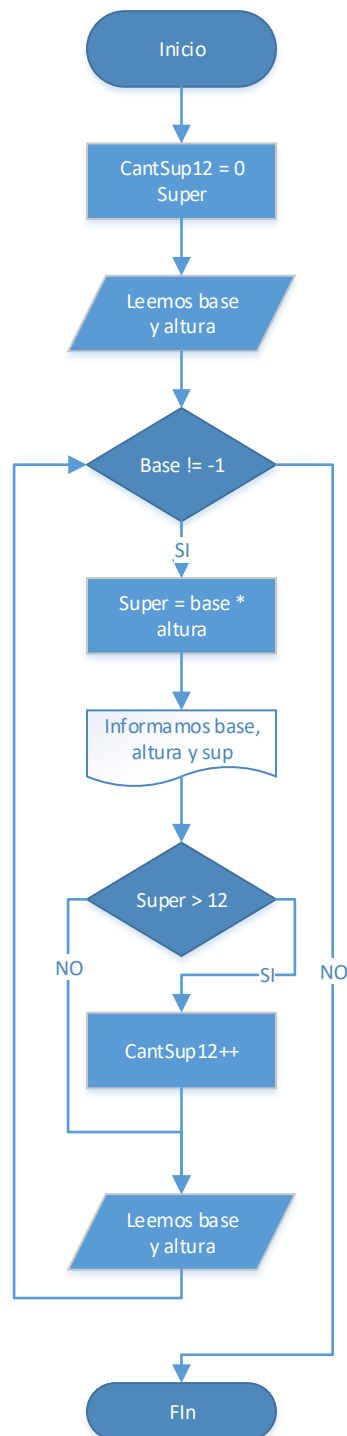 Inicio
CantSup12 = 0
Super
Leemos base
y altura
Base != -1
SI
Super = base *
altura
Informamos base,
altura y sup
Super > 12
NO
SI
NO
CantSup12++
Leemos base
y altura
FIn